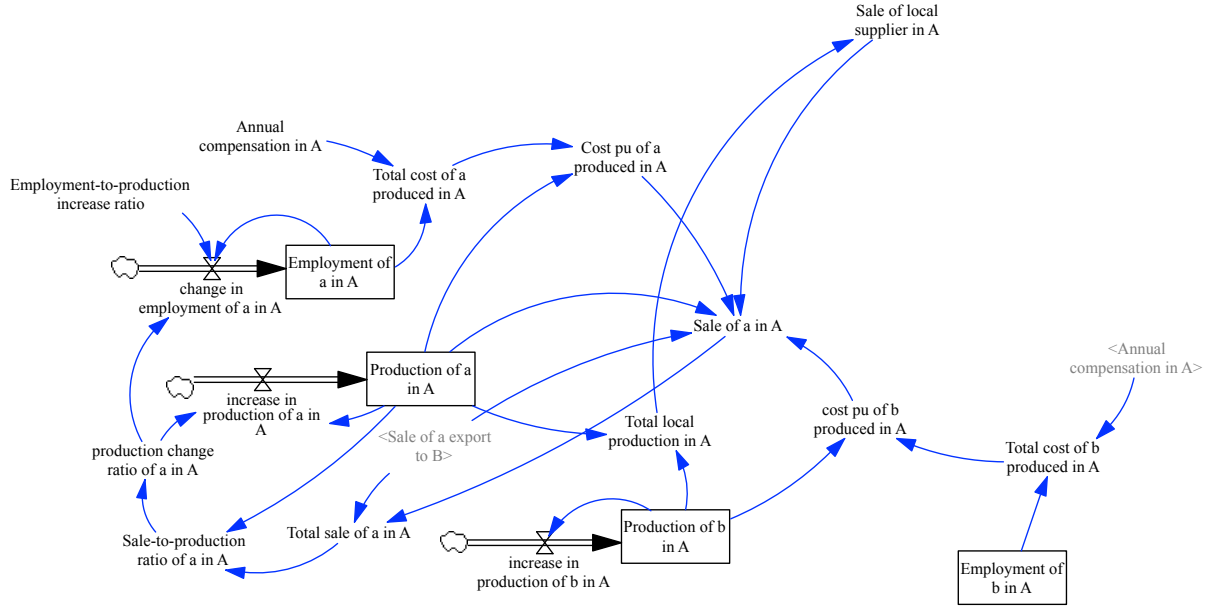 Sale of local
supplier in A
Annual
compensation in A
Cost pu of a
produced in A
Total cost of a
produced in A
Employment-to-production
increase ratio
Employment of
a in A
change in
employment of a in A
Sale of a in A
<Annual
compensation in A>
Production of a
in A
increase in
production of a in
A
cost pu of b
produced in A
Total local
production in A
<Sale of a export
to B>
production change
ratio of a in A
Total cost of b
produced in A
Production of b
in A
Total sale of a in A
Sale-to-production
ratio of a in A
increase in
production of b in A
Employment of
b in A